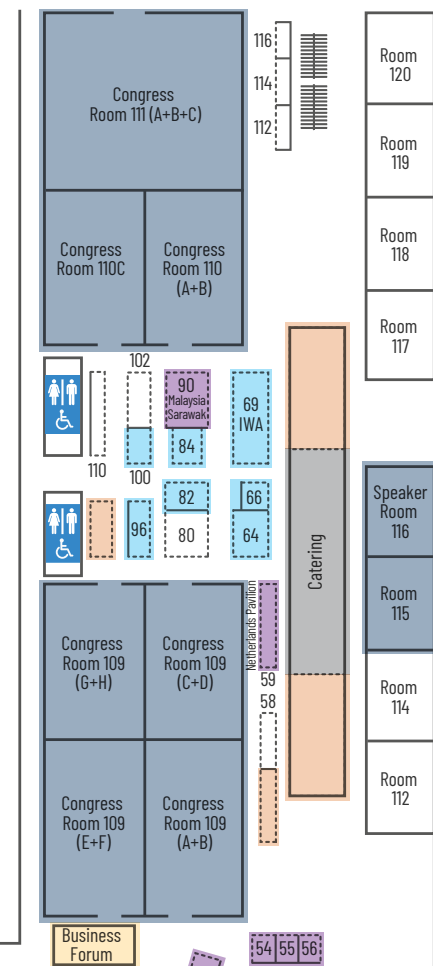 116
114
112
Congress
Room 111 (A+B+C)
Room
120
Room
119
Congress
Room 110C
Congress
Room 110
(A+B)
Room
118
Room
117
102
90
Malaysia
Sarawak
69
IWA
84
110
100
82
66
96
80
64
Speaker
Room
116
Catering
Room
115
Netherlands Pavilion
Congress
Room 109
(G+H)
Congress
Room 109
(C+D)
59
58
Room
114
Room
112
Congress
Room 109
(E+F)
Congress
Room 109
(A+B)
Business
Forum
54 55 56